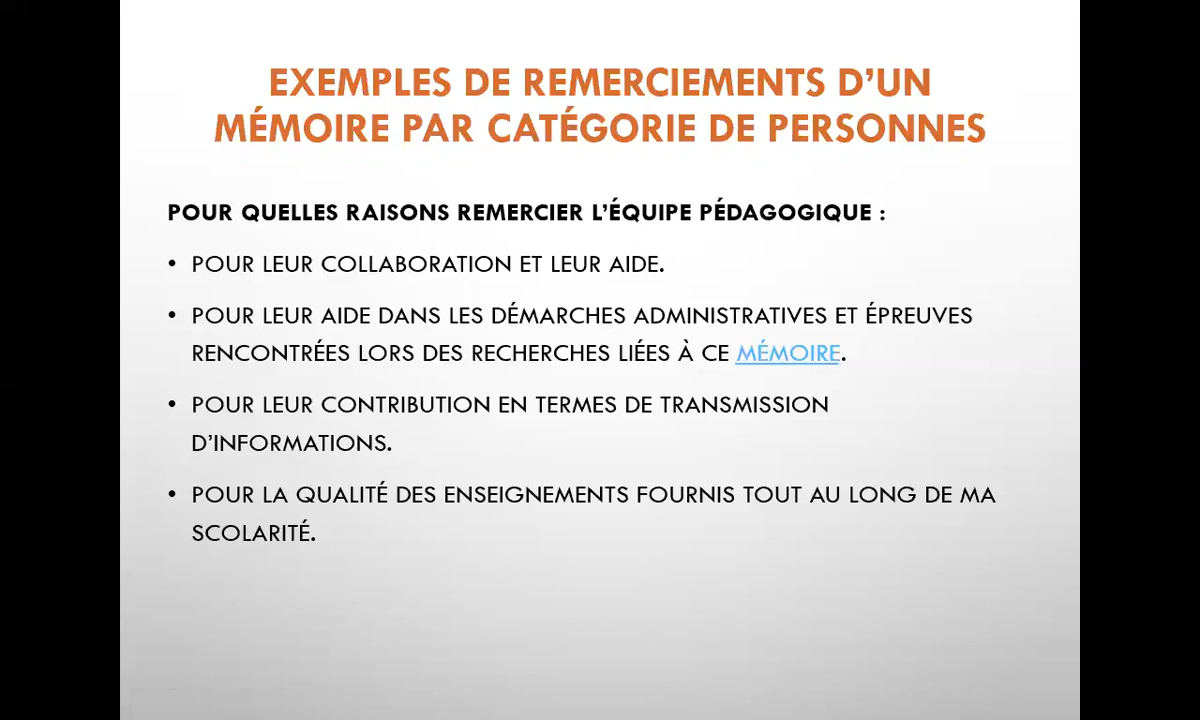 EXEMPLES DE REMERCIEMENTS D’UN
MÉMOIRE PAR CATÉGORIE DE PERSONNES
POUR QUELLES RAISONS REMERCIER L’ÉQUIPE PÉDAGOGIQUE :
• POUR LEUR COLLABORATION ET LEUR AIDE.
• POUR LEUR AIDE DANS LES DÉMARCHES ADMINISTRATIVES ET ÉPREUVES
RENCONTRÉES LORS DES RECHERCHES LIÉES À CE MÉMOIRE.
• POUR LEUR CONTRIBUTION EN TERMES DE TRANSMISSION
D’INFORMATIONS.
• POUR LA QUALITÉ DES ENSEIGNEMENTS FOURNIS TOUT AU LONG DE MA
SCOLARITÉ.